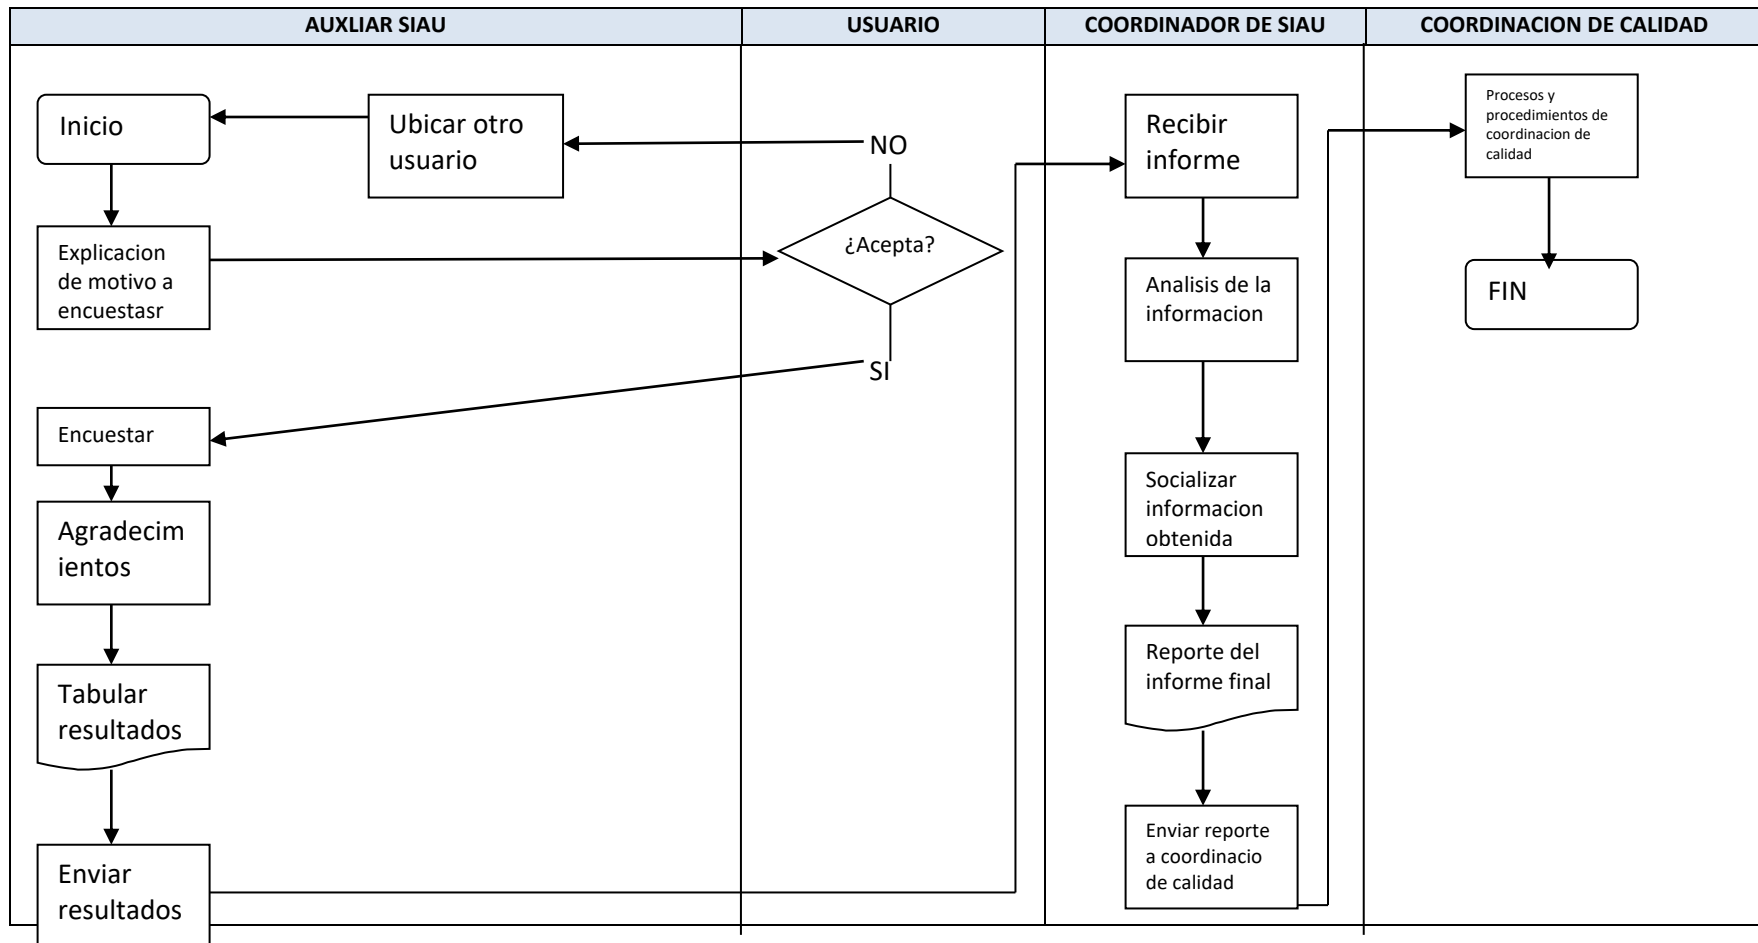 AUXLIAR SIAU
USUARIO
COORDINADOR DE SIAU
COORDINACION DE CALIDAD
Inicio
Ubicar otro
usuario
NO
Explicacion
de motivo a
encuestasr
¿Acepta?
SI
Encuestar
Agradecim
ientos
Tabular
resultados
Enviar
resultados
Recibir
informe
Analisis de la
informacion
Socializar
informacion
obtenida
Reporte del
informe final
Enviar reporte
a coordinacio
de calidad
Procesos y
procedimientos de
coordinacion de
calidad
FIN